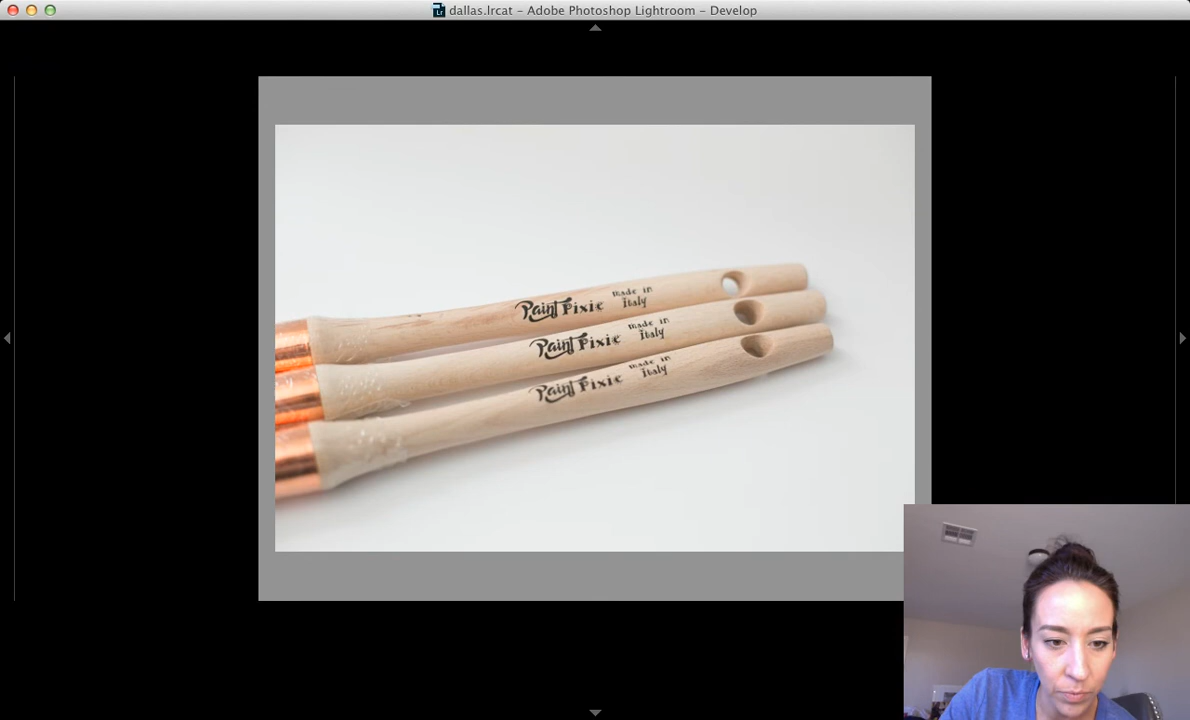 dallas.lrcat – Adobe Photoshop Lightroom – Develop
Paint Pixie made in
Italy
Paint Pixie made in
Italy
Paint Pixie made in
Italy